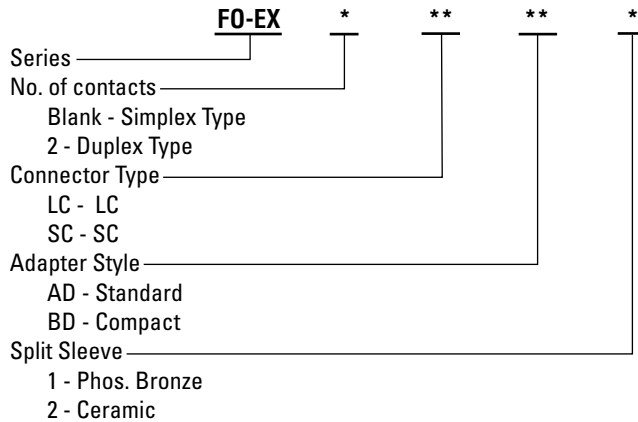 FO-EX * ** ** *
Series
No. of contacts
Blank - Simplex Type
2 - Duplex Type
Connector Type
LC - LC
SC - SC
Adapter Style
AD - Standard
BD - Compact
Split Sleeve
1 - Phos. Bronze
2 - Ceramic